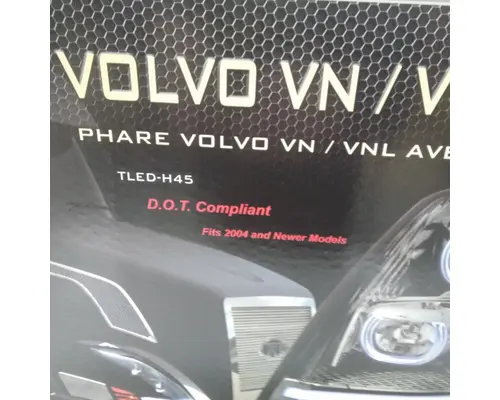 VOLVO VN / V
PHARE VOLVO VN / VNL AVE
TLED-H45
D.O.T. Compliant
Fits 2004 and Newer Models